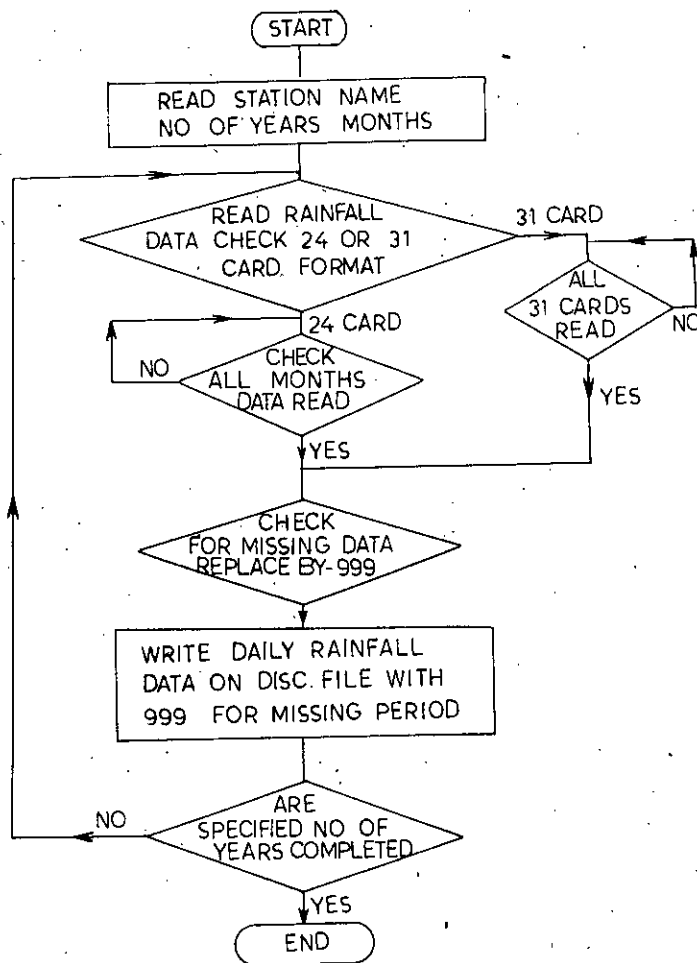 START
READ STATION NAME
NO OF YEARS MONTHS
READ RAINFALL
DATA CHECK 24 OR 31
CARD. FORMAT
31 CARD
ALL
31 CARDS
READ
NO
YES
24 CARD
NO
CHECK
ALL MONTHS
DATA READ
YES
CHECK
FOR MISSING DATA
REPLACE BY-999
WRITE DAILY RAINFALL
DATA ON DISC. FILE WITH
999 FOR MISSING PERIOD
NO
ARE
SPECIFIED NO OF
YEARS COMPLETED
YES
END